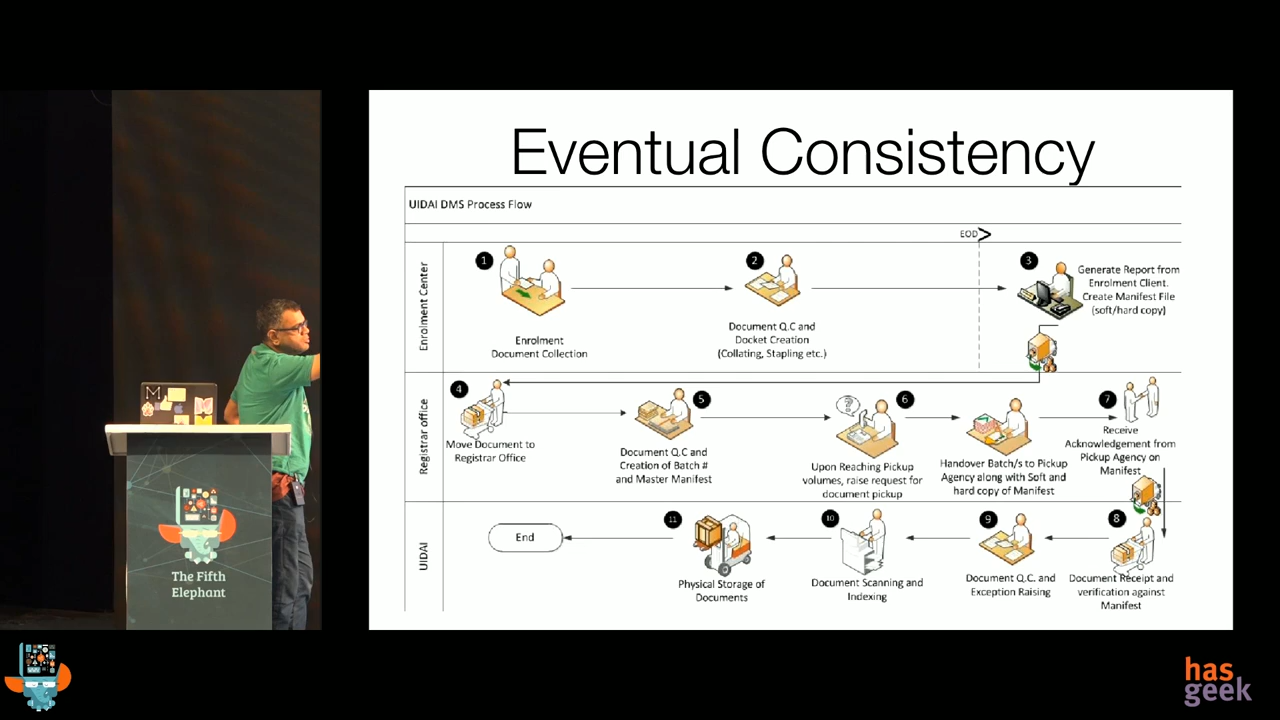 Eventual Consistency
UIDAI DMS Process Flow
EOD
Enrolment Center
1
Enrolment
Document Collection
2
Document Q.C and
Docket Creation
(Collating, Stapling etc.)
3
Generate Report from
Enrolment Client.
Create Manifest File
(soft/hard copy)
Registrar office
4
Move Document to
Registrar Office
5
Document Q.C and
Creation of Batch #
and Master Manifest
Upon Reaching Pickup
volumes, raise request for
document pickup
6
Handover Batch/s to Pickup
Agency along with Soft and
hard copy of Manifest
7
Receive
Acknowledgement from
Pickup Agency on
Manifest
UIDAI
8
Document Receipt and
verification against
Manifest
9
Document Q.C. and
Exception Raising
10
Document Scanning and
Indexing
11
Physical Storage of
Documents
End
M
The Fifth
Elephant
has
geek